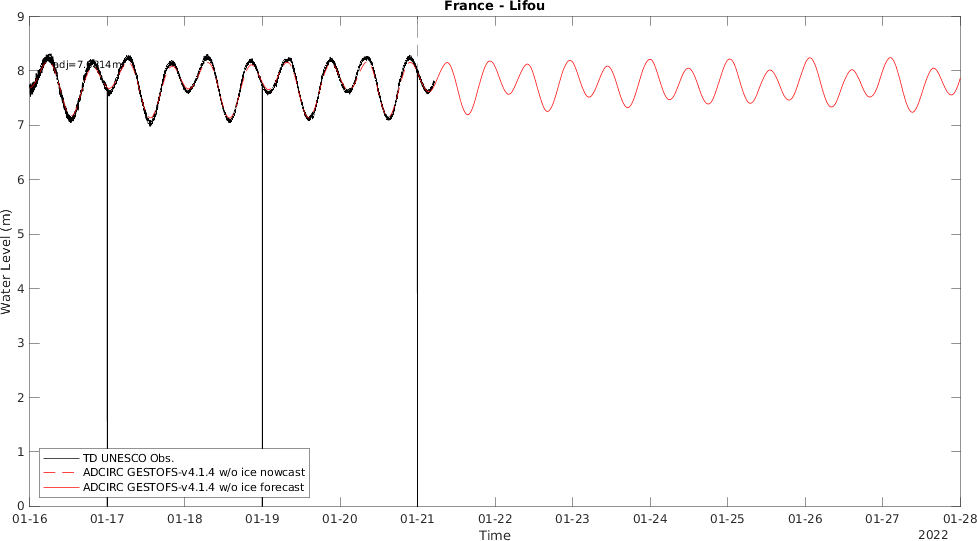 France - Lifou
9
8
7
6
5
4
3
2
1
0
Water Level (m)
TD UNESCO Obs.
ADCIRC GESTOFS-v4.1.4 w/o ice nowcast
ADCIRC GESTOFS-v4.1.4 w/o ice forecast
01-16 01-17 01-18 01-19 01-20 01-21 01-22 01-23 01-24 01-25 01-26 01-27 01-28
Time
2022